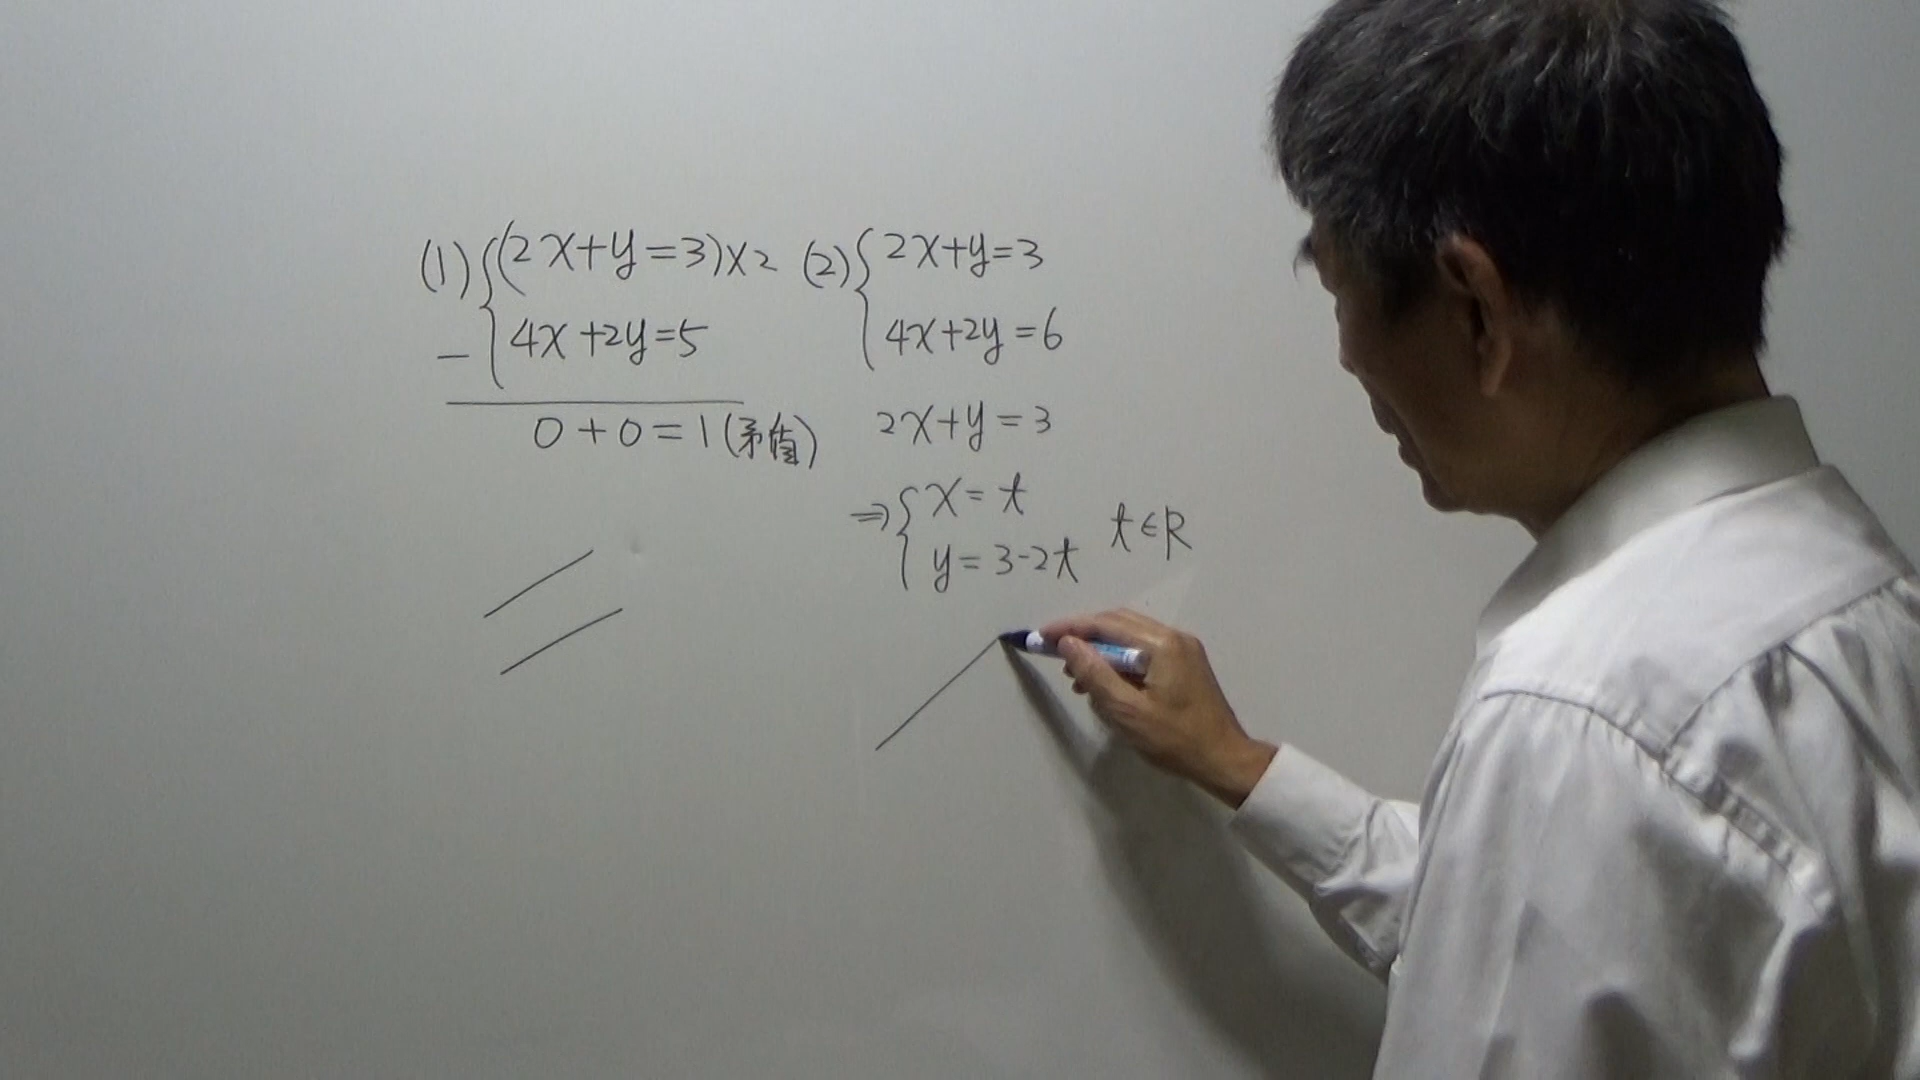 (1) (2x+y=3)x2
4x+2y=5
0+0=1(矛盾)
(2) 2x+y=3
4x+2y=6
2x+y=3
⇒ x=t
y=3-2t t∈R